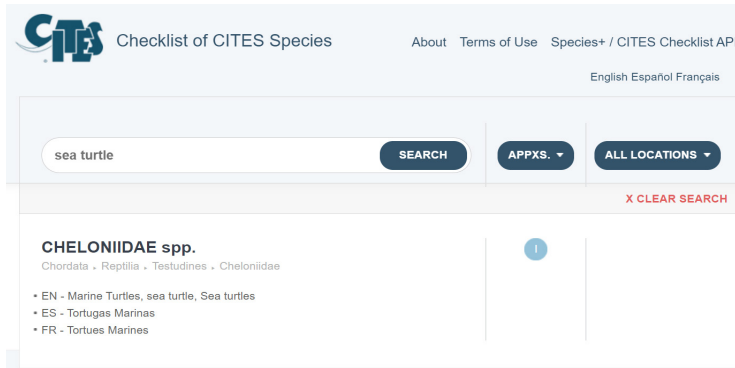 CITES
Checklist of CITES Species
About Terms of Use Species+ / CITES Checklist AP
English Español Français
sea turtle SEARCH APPXS. ALL LOCATIONS
X CLEAR SEARCH
CHELONIIDAE spp. I
Chordata . Reptilia . Testudines . Cheloniidae
• EN - Marine Turtles, sea turtle, Sea turtles
• ES - Tortugas Marinas
• FR - Tortues Marines